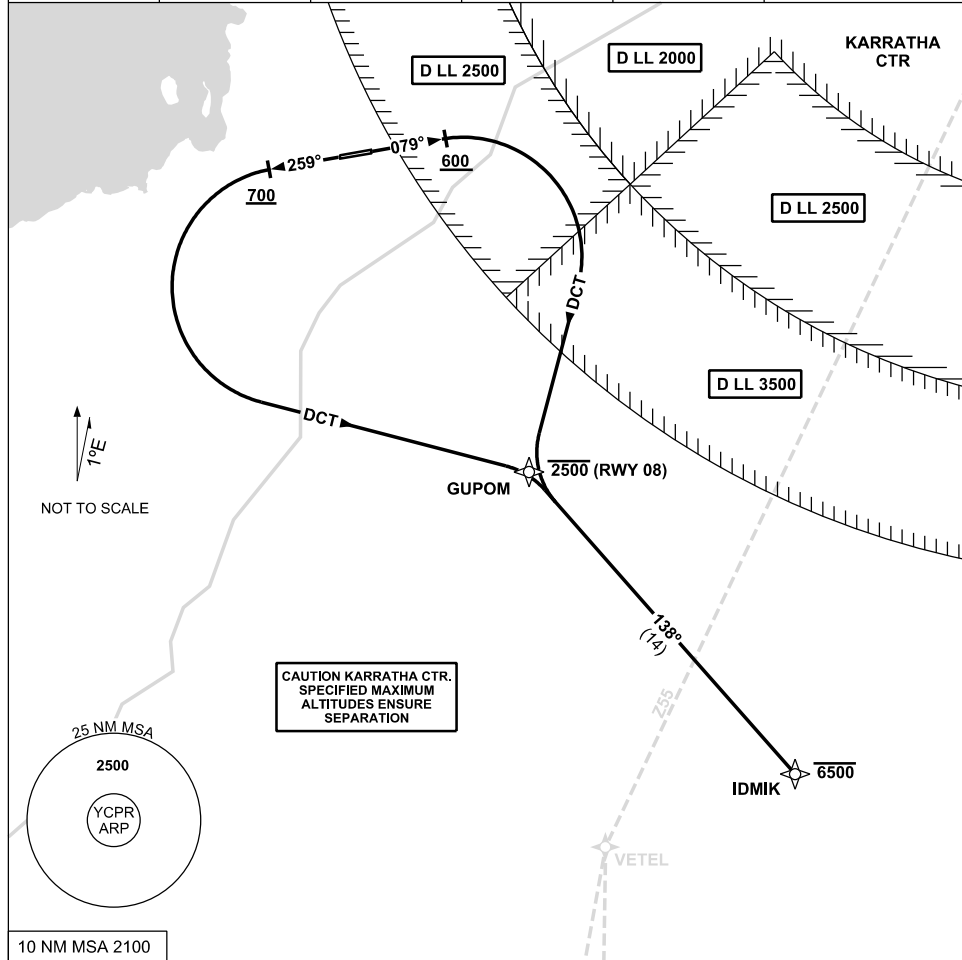 KARRATHA
CTR
D LL 2500
D LL 2000
259°
079°
600
700
D LL 2500
DCT
D LL 3500
DCT
1°E
NOT TO SCALE
2500 (RWY 08)
GUPOM
138°
(14)
CAUTION KARRATHA CTR.
SPECIFIED MAXIMUM
ALTITUDES ENSURE
SEPARATION
Z55
25 NM MSA
2500
YCPR
ARP
6500
IDMIK
VETEL
10 NM MSA 2100